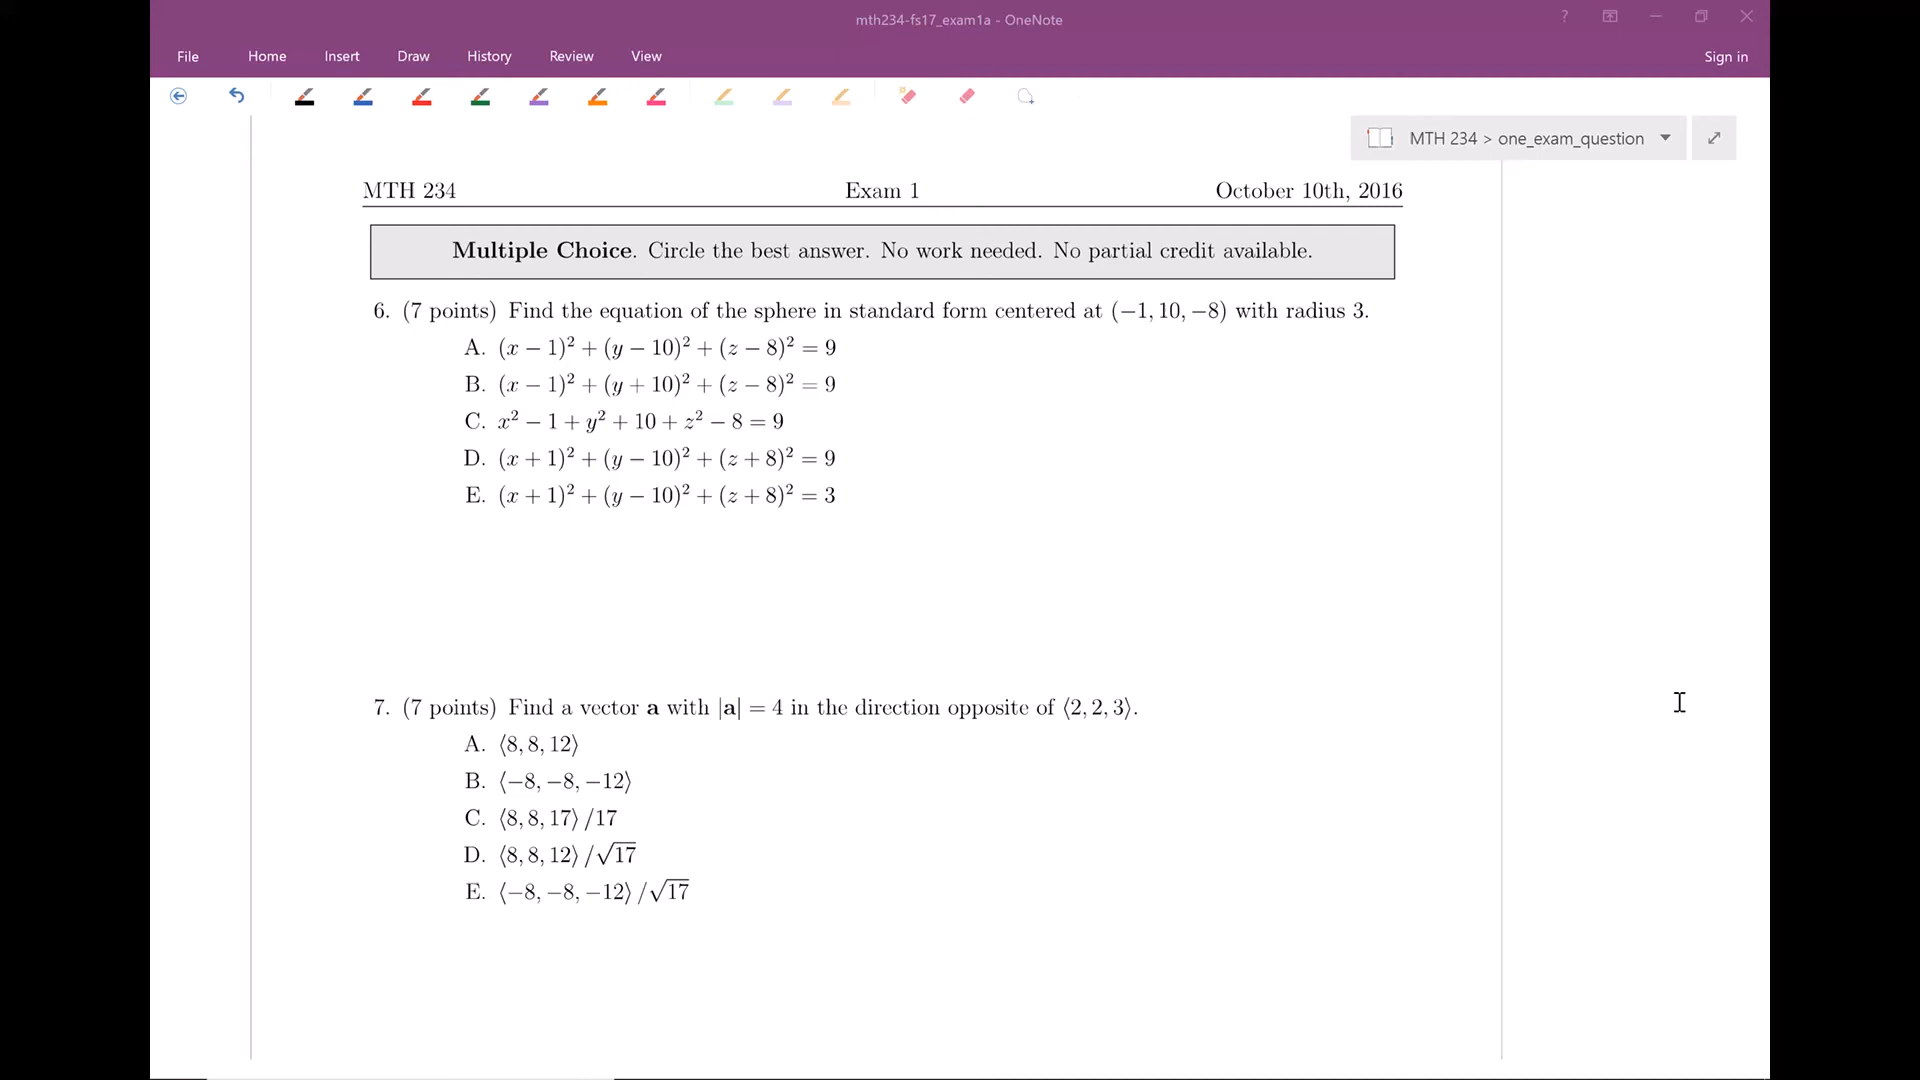 mth234-fs17_exam1a - OneNote
?
File Home Insert Draw History Review View Sign in
MTH 234 > one_exam_question
MTH 234 Exam 1 October 10th, 2016
Multiple Choice. Circle the best answer. No work needed. No partial credit available.
6. (7 points) Find the equation of the sphere in standard form centered at (−1, 10, −8) with radius 3.
A. (x − 1)² + (y − 10)² + (z − 8)² = 9
B. (x − 1)² + (y + 10)² + (z − 8)² = 9
C. x² − 1 + y² + 10 + z² − 8 = 9
D. (x + 1)² + (y − 10)² + (z + 8)² = 9
E. (x + 1)² + (y − 10)² + (z + 8)² = 3
7. (7 points) Find a vector a with |a| = 4 in the direction opposite of ⟨2, 2, 3⟩.
A. ⟨8, 8, 12⟩
B. ⟨−8, −8, −12⟩
C. ⟨8, 8, 17⟩ /17
D. ⟨8, 8, 12⟩ /√17
E. ⟨−8, −8, −12⟩ /√17